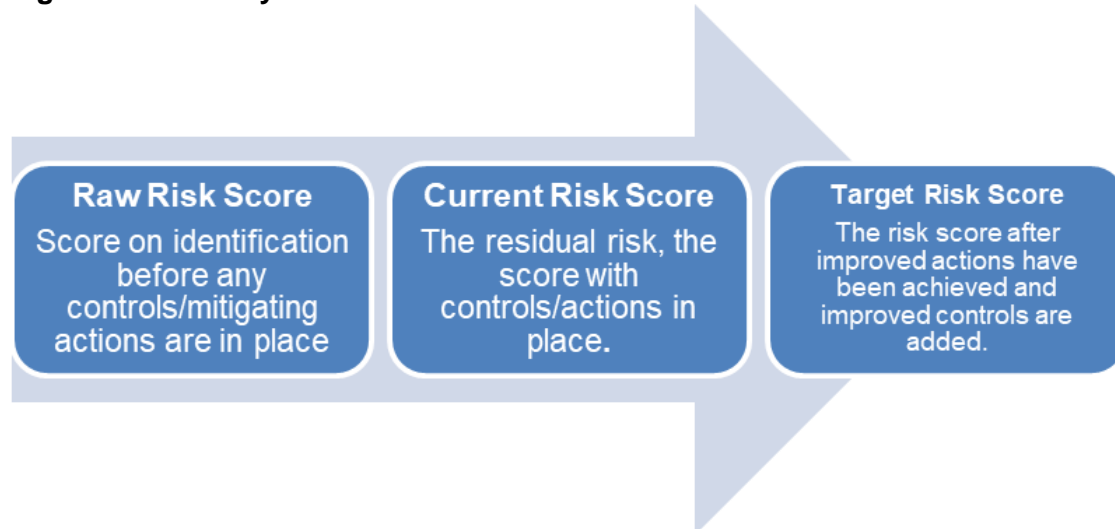 Raw Risk Score
Score on identification
before any
controls/mitigating
actions are in place
Current Risk Score
The residual risk, the
score with
controls/actions in
place.
Target Risk Score
The risk score after
improved actions have
been achieved and
improved controls are
added.